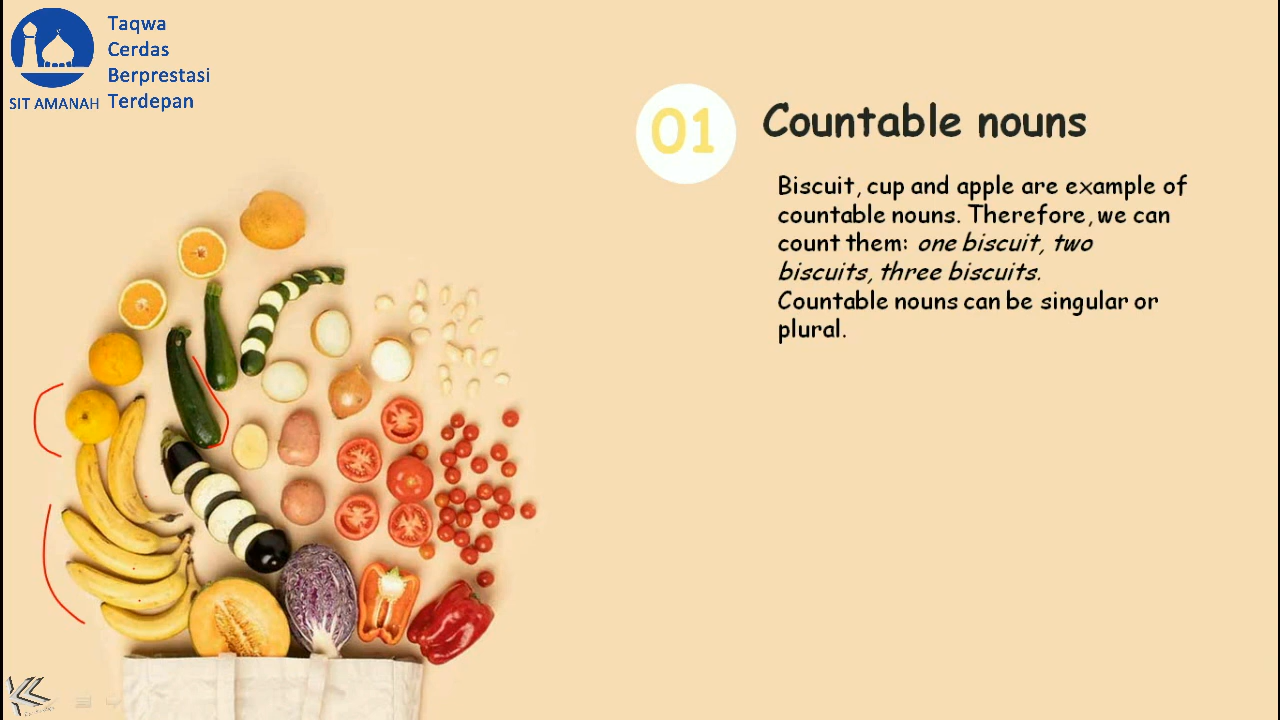 Taqwa
Cerdas
Berprestasi
SIT AMANAH Terdepan
01 Countable nouns
Biscuit, cup and apple are example of
countable nouns. Therefore, we can
count them: one biscuit, two
biscuits, three biscuits.
Countable nouns can be singular or
plural.